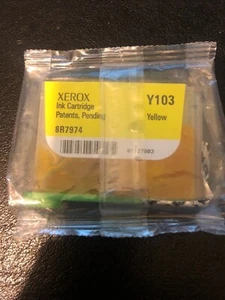 XEROX
Ink Cartridge
Patents, Pending
8R7974
Y103
Yellow